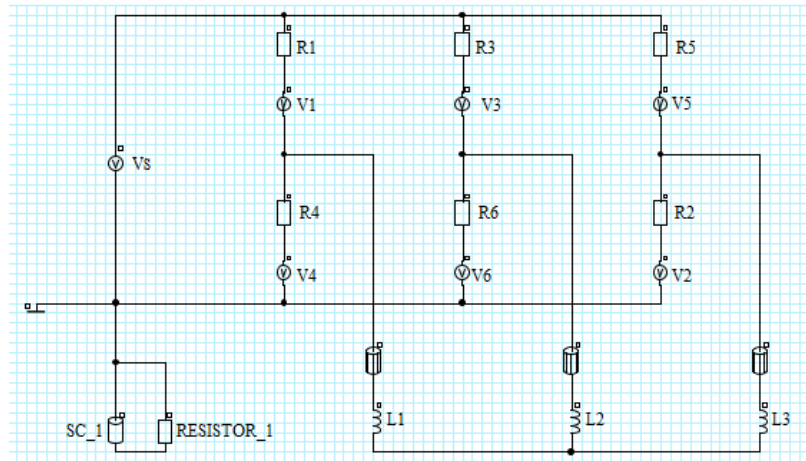 R1 R3 R5
V1 V3 V5
Vs
R4 R6 R2
V4 V6 V2
L1 L2 L3
SC_1 RESISTOR_1